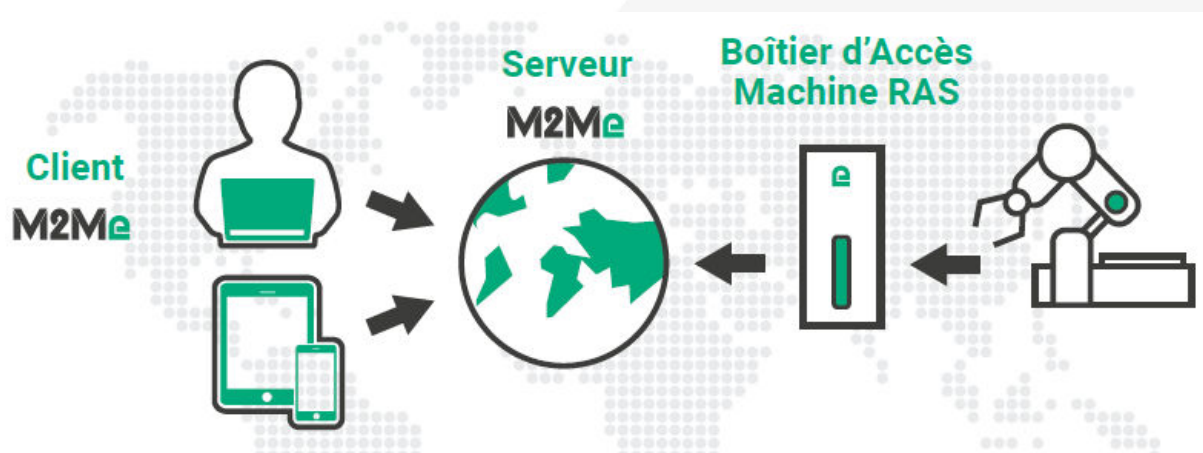 Client
M2Me
Serveur
M2Me
Boîtier d’Accès
Machine RAS
e